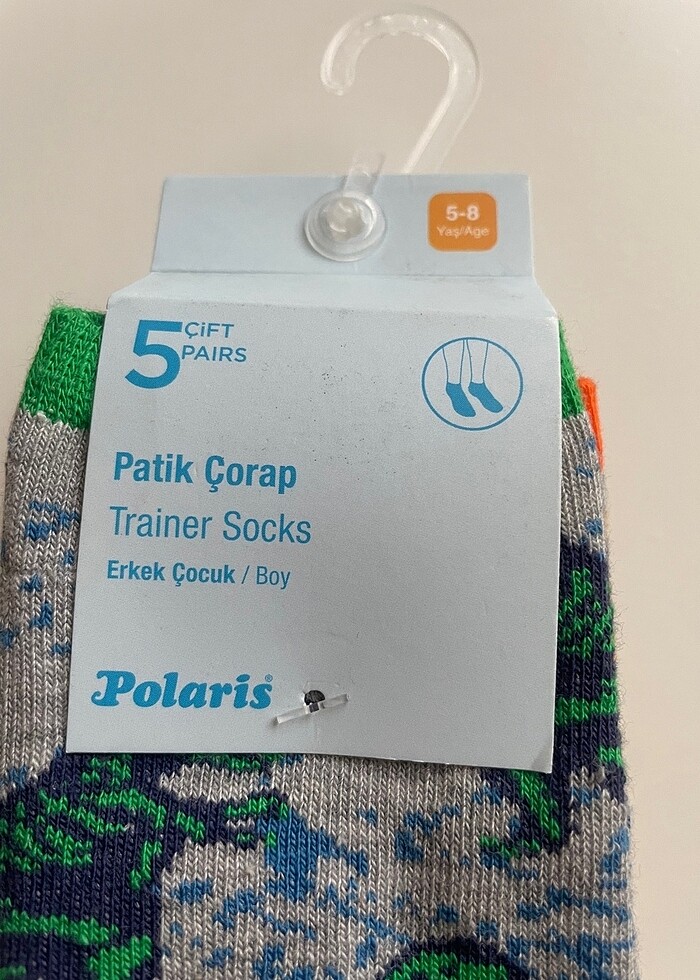 5-8
Yaş/Age
5 ÇİFT
PAIRS
Patik Çorap
Trainer Socks
Erkek Çocuk / Boy
Polaris®